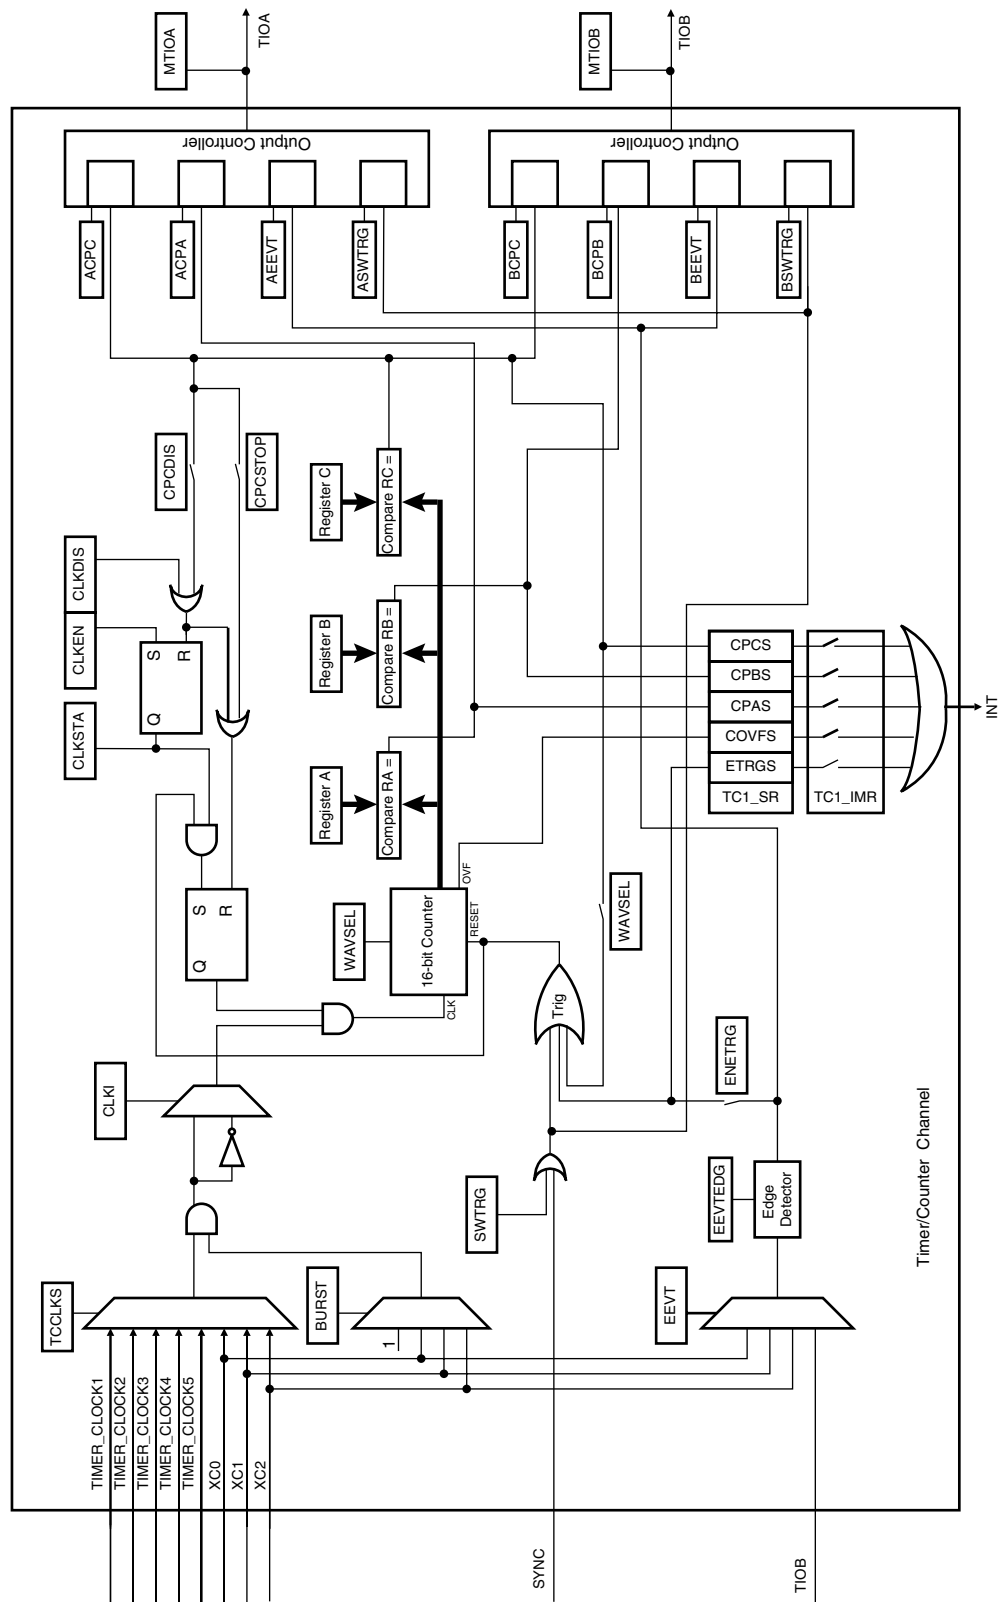 TCCLKS
TIMER_CLOCK1
TIMER_CLOCK2
TIMER_CLOCK3
TIMER_CLOCK4
TIMER_CLOCK5
XC0
XC1
XC2
CLKI
CLKSTA
CLKEN
CLKDIS
Q
S
R
CPCDIS
CPCSTOP
Q
S
R
ACPC
ACPA
AEEVT
ASWTRG
Output Controller
MTIOA
TIOA
BURST
1
WAVSEL
Register A
Register B
Register C
Compare RA =
Compare RB =
Compare RC =
16-bit Counter
CLK
RESET
OVF
SWTRG
SYNC
Trig
WAVSEL
BCPC
BCPB
BEEVT
BSWTRG
Output Controller
MTIOB
TIOB
EEVT
EEVTEDG
Edge
Detector
ENETRG
TIOB
CPCS
CPBS
CPAS
COVFS
ETRGS
TC1_SR
TC1_IMR
INT
Timer/Counter Channel